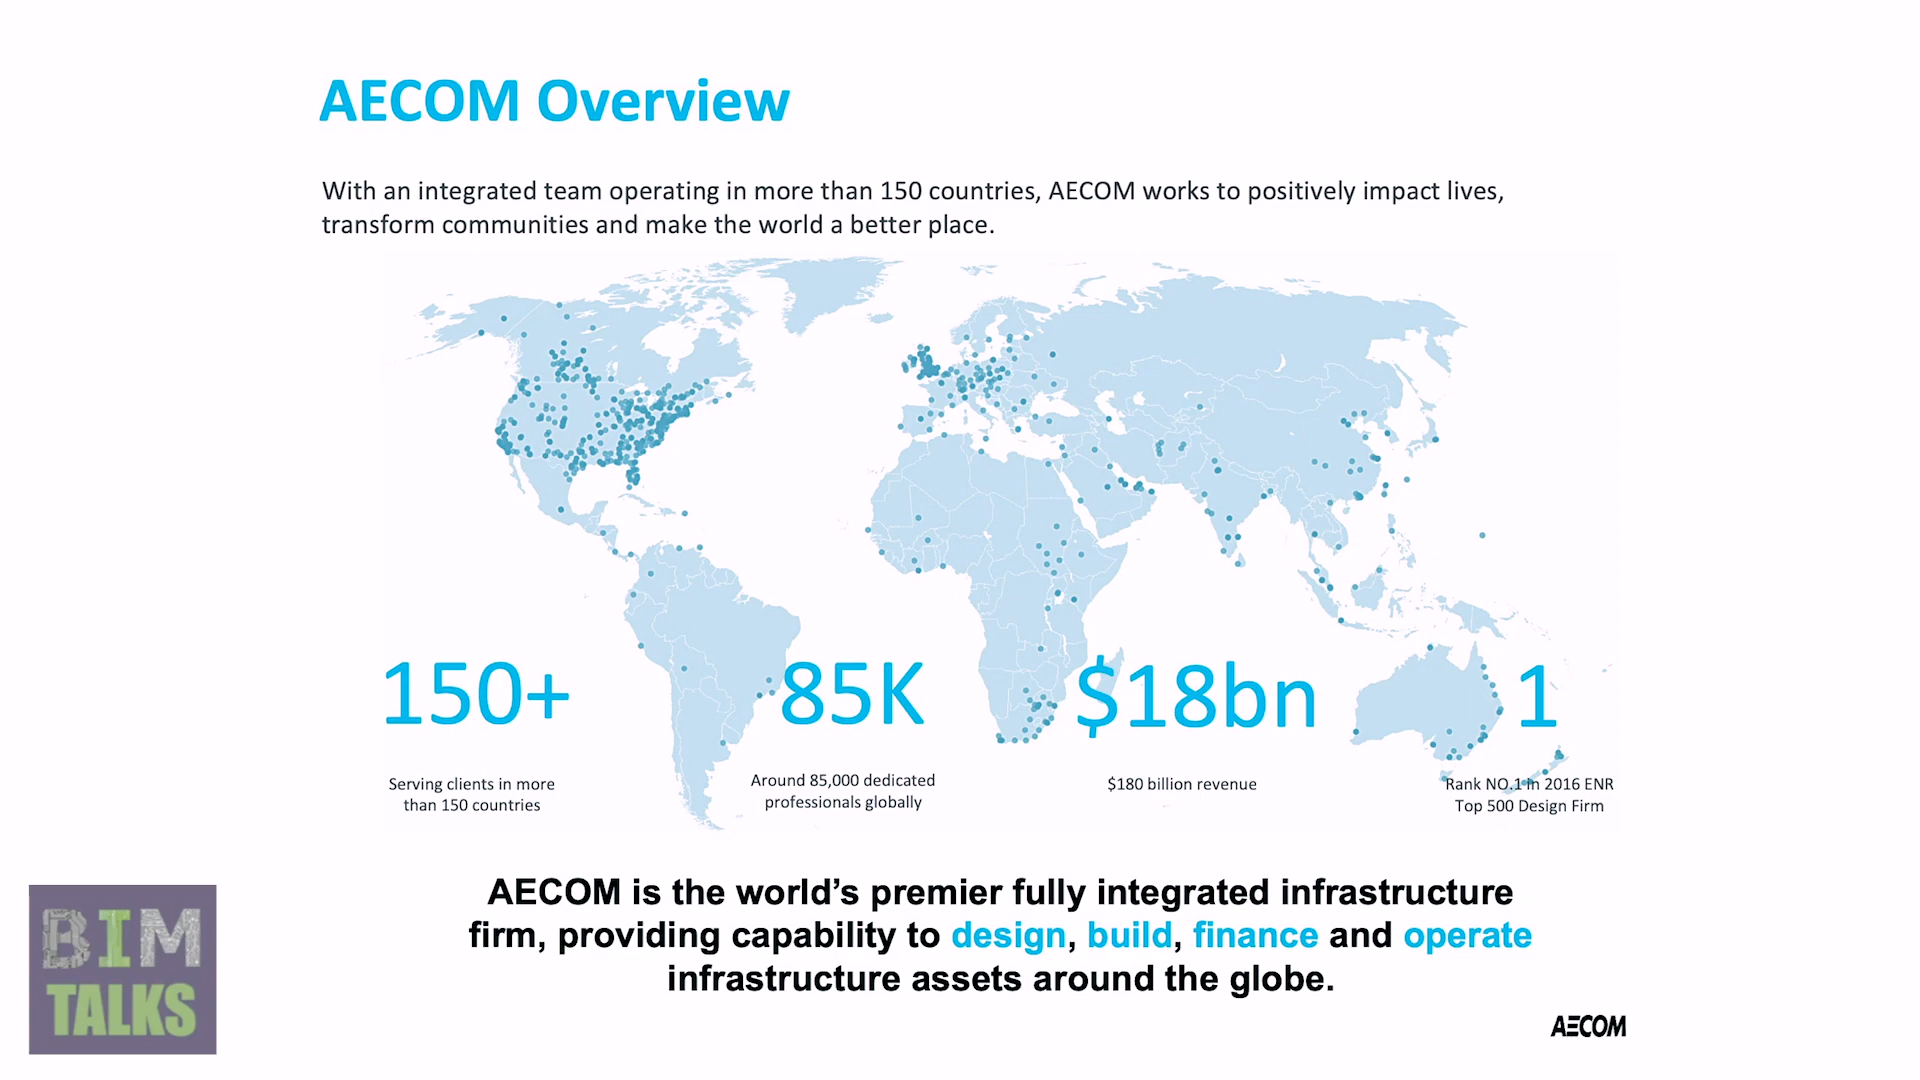 AECOM Overview
With an integrated team operating in more than 150 countries, AECOM works to positively impact lives,
transform communities and make the world a better place.
150+
85K
$18bn
1
Serving clients in more
than 150 countries
Around 85,000 dedicated
professionals globally
$180 billion revenue
Rank NO.1 in 2016 ENR
Top 500 Design Firm
AECOM is the world’s premier fully integrated infrastructure
firm, providing capability to design, build, finance and operate
infrastructure assets around the globe.
BIM
TALKS
AECOM